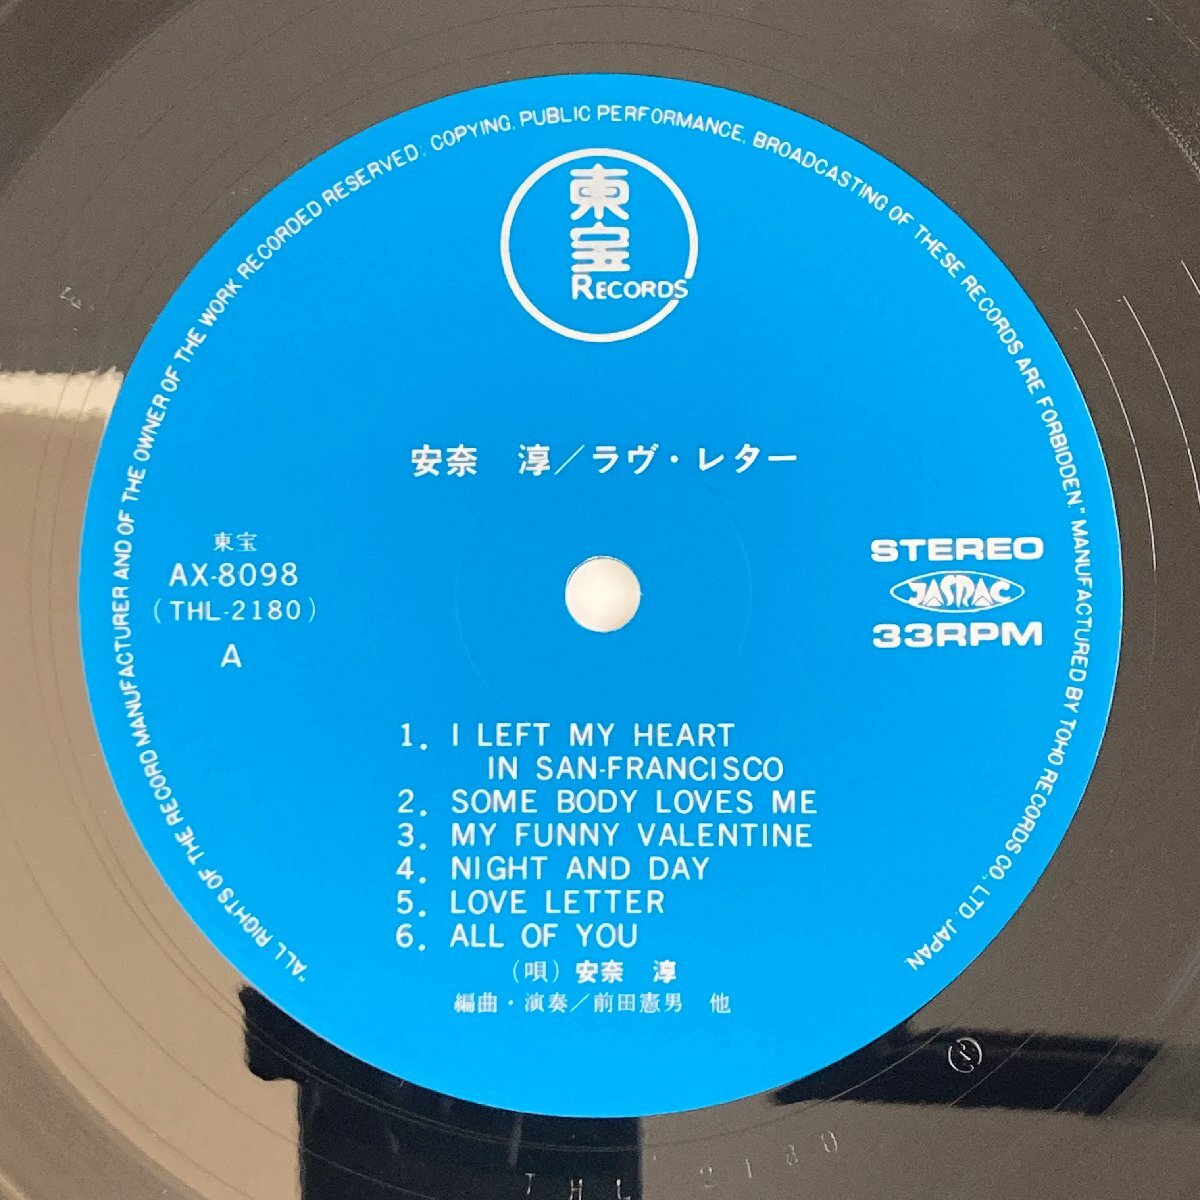 "ALL RIGHTS OF THE RECORD MANUFACTURER AND OF THE OWNER OF THE WORK RECORDED RESERVED: COPYING, PUBLIC PERFORMANCE, BROADCASTING OF THESE RECORDS ARE FORBIDDEN." MANUFACTURED BY TOHO RECORDS CO., LTD. JAPAN
東宝
RECORDS
安奈 淳／ラヴ・レター
東宝
AX-8098
(THL-2180)
A
STEREO
JASRAC
33RPM
1. I LEFT MY HEART
IN SAN-FRANCISCO
2. SOME BODY LOVES ME
3. MY FUNNY VALENTINE
4. NIGHT AND DAY
5. LOVE LETTER
6. ALL OF YOU
(唄) 安奈 淳
編曲・演奏／前田憲男 他
THL 2180